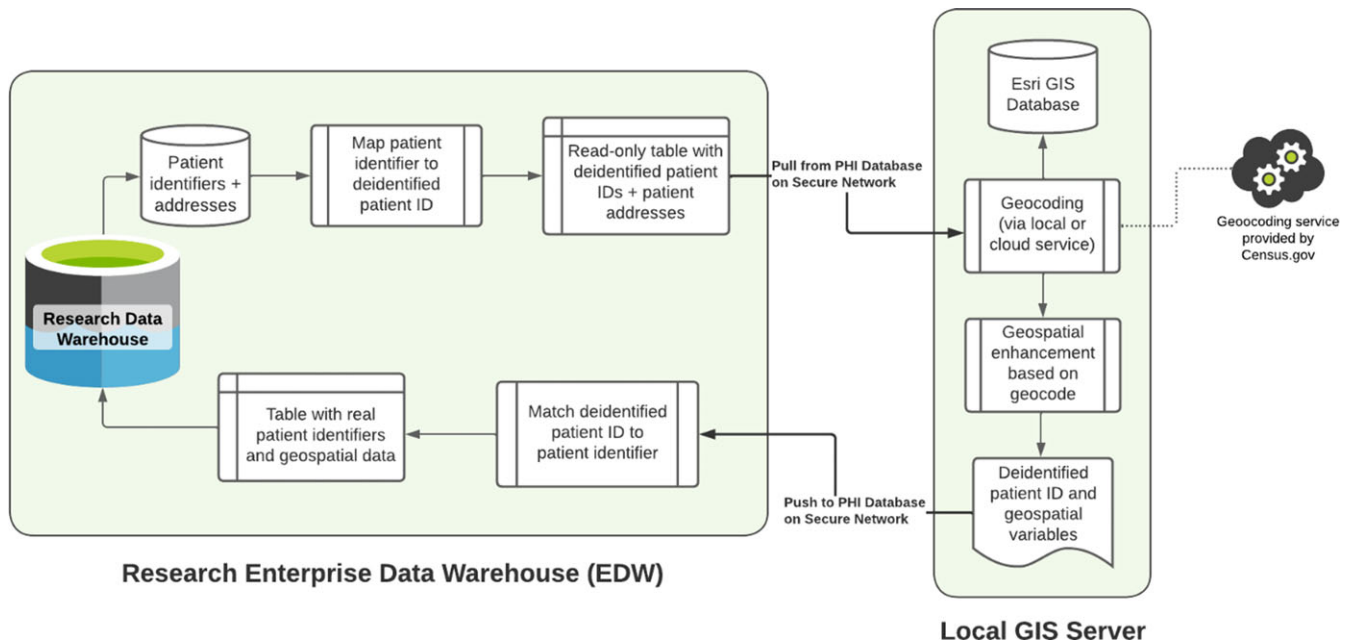 Patient
identifiers +
addresses
Map patient
identifier to
deidentified
patient ID
Read-only table with
deidentified patient
IDs + patient
addresses
Pull from PHI Database
on Secure Network
Esri GIS
Database
Geocoding
(via local or
cloud service)
Geoocoding service
provided by
Census.gov
Geospatial
enhancement
based on
geocode
Deidentified
patient ID and
geospatial
variables
Push to PHI Database
on Secure Network
Match deidentified
patient ID to
patient identifier
Table with real
patient identifiers
and geospatial data
Research Data
Warehouse
Research Enterprise Data Warehouse (EDW)
Local GIS Server